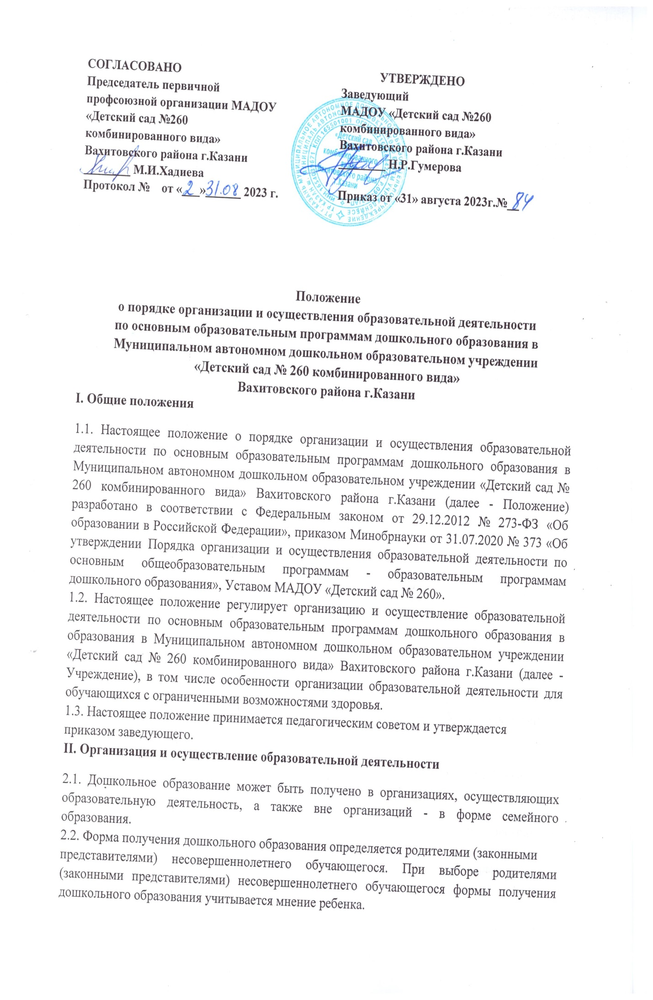 СОГЛАСОВАНО
Председатель первичной
профсоюзной организации МАДОУ
«Детский сад №260
комбинированного вида»
Вахитовского района г.Казани
________ М.И.Хадиева
Протокол № от «2»31.08 2023 г.
УТВЕРЖДЕНО
Заведующий
МАДОУ «Детский сад №260
комбинированного вида»
Вахитовского района г.Казани
________ Н.Р.Гумерова
Приказ от «31» августа 2023г.№84
«Детский сад
комбинированного
Вахитовского района
г.Казани
Положение
о порядке организации и осуществления образовательной деятельности
по основным образовательным программам дошкольного образования в
Муниципальном автономном дошкольном образовательном учреждении
«Детский сад № 260 комбинированного вида»
Вахитовского района г.Казани
I. Общие положения
1.1. Настоящее положение о порядке организации и осуществления образовательной
деятельности по основным образовательным программам дошкольного образования в
Муниципальном автономном дошкольном образовательном учреждении «Детский сад №
260 комбинированного вида» Вахитовского района г.Казани (далее - Положение)
разработано в соответствии с Федеральным законом от 29.12.2012 № 273-ФЗ «Об
образовании в Российской Федерации», приказом Минобрнауки от 31.07.2020 № 373 «Об
утверждении Порядка организации и осуществления образовательной деятельности по
основным общеобразовательным программам - образовательным программам
дошкольного образования», Уставом МАДОУ «Детский сад № 260».
1.2. Настоящее положение регулирует организацию и осуществление образовательной
деятельности по основным образовательным программам дошкольного образования в
образования в Муниципальном автономном дошкольном образовательном учреждении
«Детский сад № 260 комбинированного вида» Вахитовского района г.Казани (далее -
Учреждение), в том числе особенности организации образовательной деятельности для
обучающихся с ограниченными возможностями здоровья.
1.3. Настоящее положение принимается педагогическим советом и утверждается
приказом заведующего.
II. Организация и осуществление образовательной деятельности
2.1. Дошкольное образование может быть получено в организациях, осуществляющих
образовательную деятельность, а также вне организаций - в форме семейного
образования.
2.2. Форма получения дошкольного образования определяется родителями (законными
представителями) несовершеннолетнего обучающегося. При выборе родителями
(законными представителями) несовершеннолетнего обучающегося формы получения
дошкольного образования учитывается мнение ребенка.